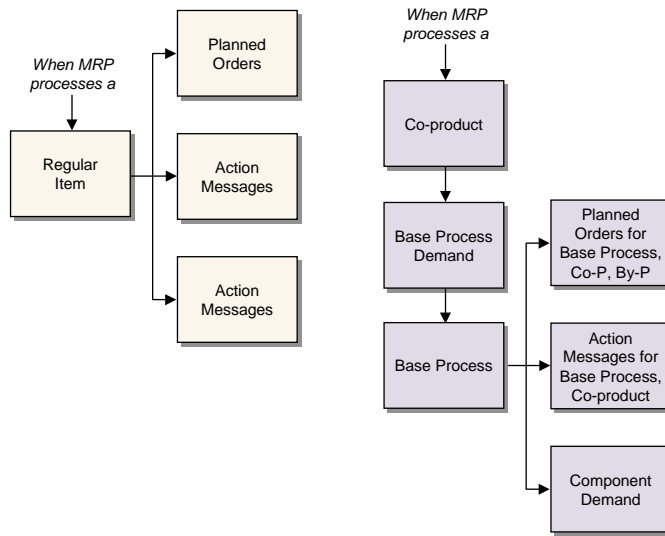 When MRP
processes a
Regular
Item
Planned
Orders
Action
Messages
Action
Messages
When MRP
processes a
Co-product
Base Process
Demand
Base Process
Planned
Orders for
Base Process,
Co-P, By-P
Action
Messages for
Base Process,
Co-product
Component
Demand